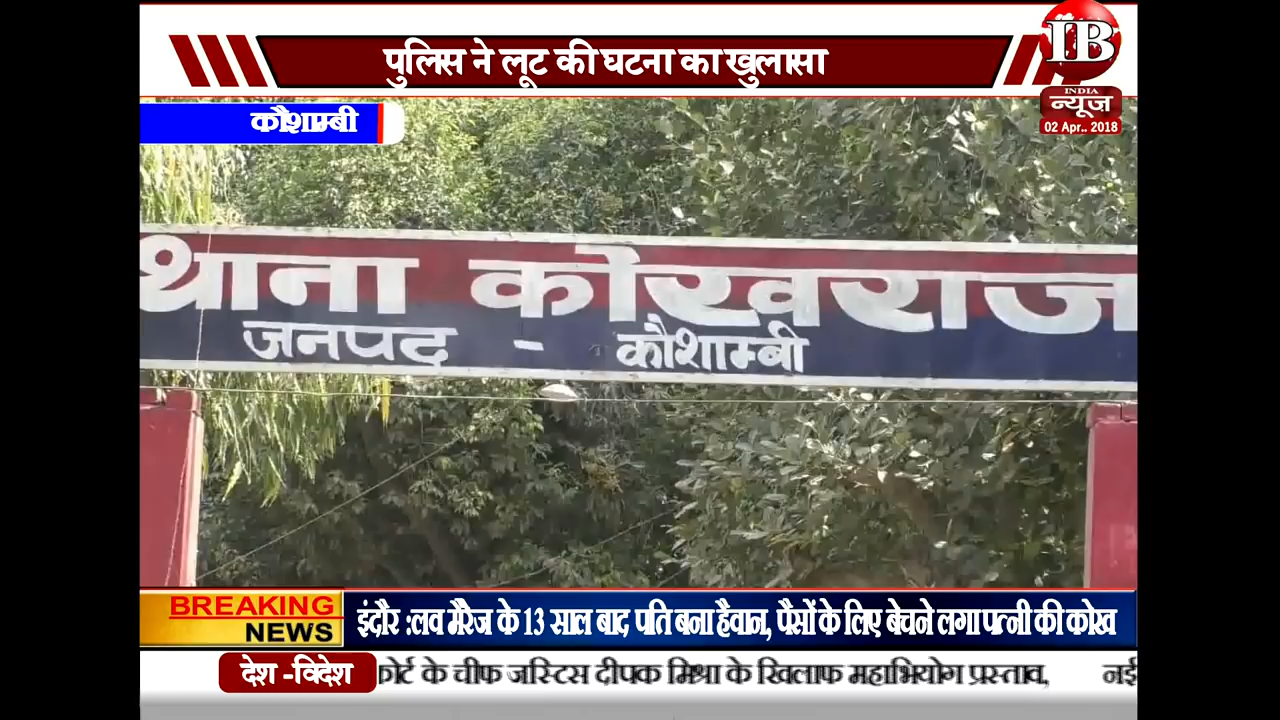 पुलिस ने लूट की घटना का खुलासा
IB
INDIA
न्यूज़
02 Apr.. 2018
कौशाम्बी
थाना कोखराज
जनपद - कौशाम्बी
BREAKING
NEWS
इंदौर :लव मैरेज के 13 साल बाद पति बना हैवान, पैसों के लिए बेचने लगा पत्नी की कोख
देश -विदेश
कोर्ट के चीफ जस्टिस दीपक मिश्रा के खिलाफ महाभियोग प्रस्ताव,
नई